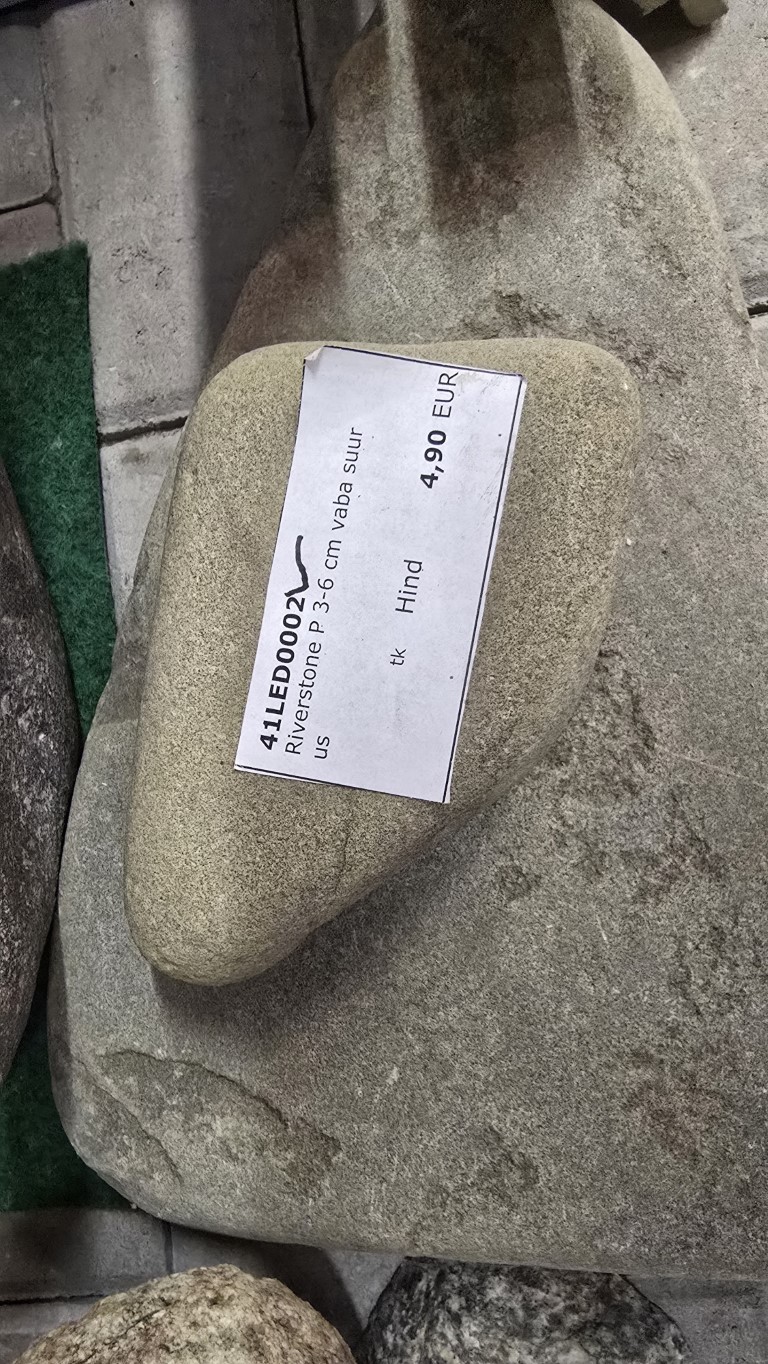 41LED0002
Riverstone P 3-6 cm vaba suur
us
tk Hind 4,90 EUR